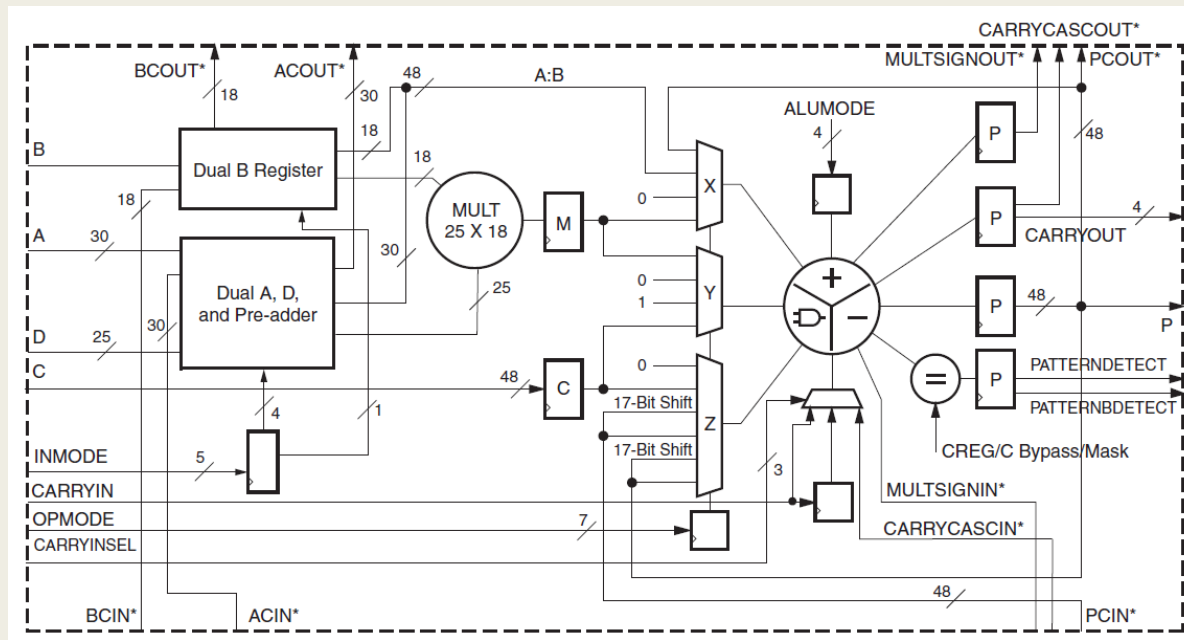 CARRYCASCOUT*
BCOUT* ACOUT* 48 A:B MULTSIGNOUT* PCOUT*
18 30 ALUMODE 48
18 4 P
B Dual B Register 18 X
18 0 MULT 25 X 18 M P 4
A 30 CARRYOUT
30 0 Y + −
Dual A, D, and Pre-adder 25 1 P 48 P
30
D 25
C 48 C 0 = P PATTERNDETECT
PATTERNBDETECT
17-Bit Shift
4 1 Z
17-Bit Shift CREG/C Bypass/Mask
INMODE 5 3
CARRYIN MULTSIGNIN*
OPMODE 7 CARRYCASCIN*
CARRYINSEL
48
BCIN* ACIN* PCIN*